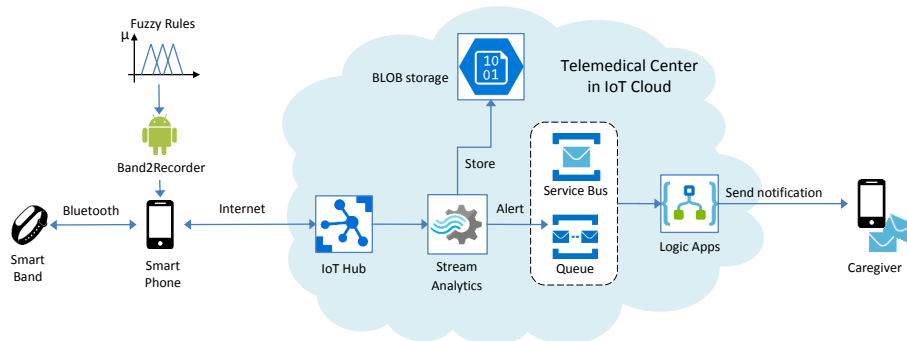 Fuzzy Rules
μ
Band2Recorder
Bluetooth
Smart
Band
Smart
Phone
Internet
IoT Hub
BLOB storage
10
01
Store
Stream
Analytics
Alert
Telemedical Center
in IoT Cloud
Service Bus
Queue
Logic Apps
Send notification
Caregiver